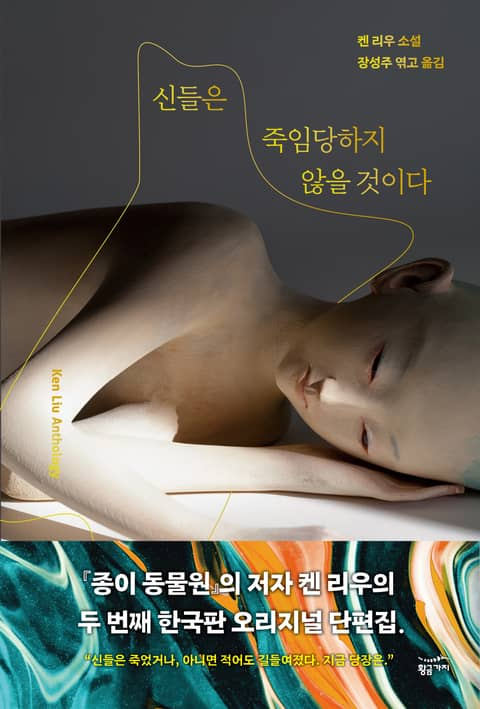 켄 리우 소설
장성주 엮고 옮김
신들은
죽임당하지
않을 것이다
Ken Liu Anthology
『종이 동물원』의 저자 켄 리우의
두 번째 한국판 오리지널 단편집.
“신들은 죽었거나, 아니면 적어도 길들여졌다. 지금 당장은.”
황금가지